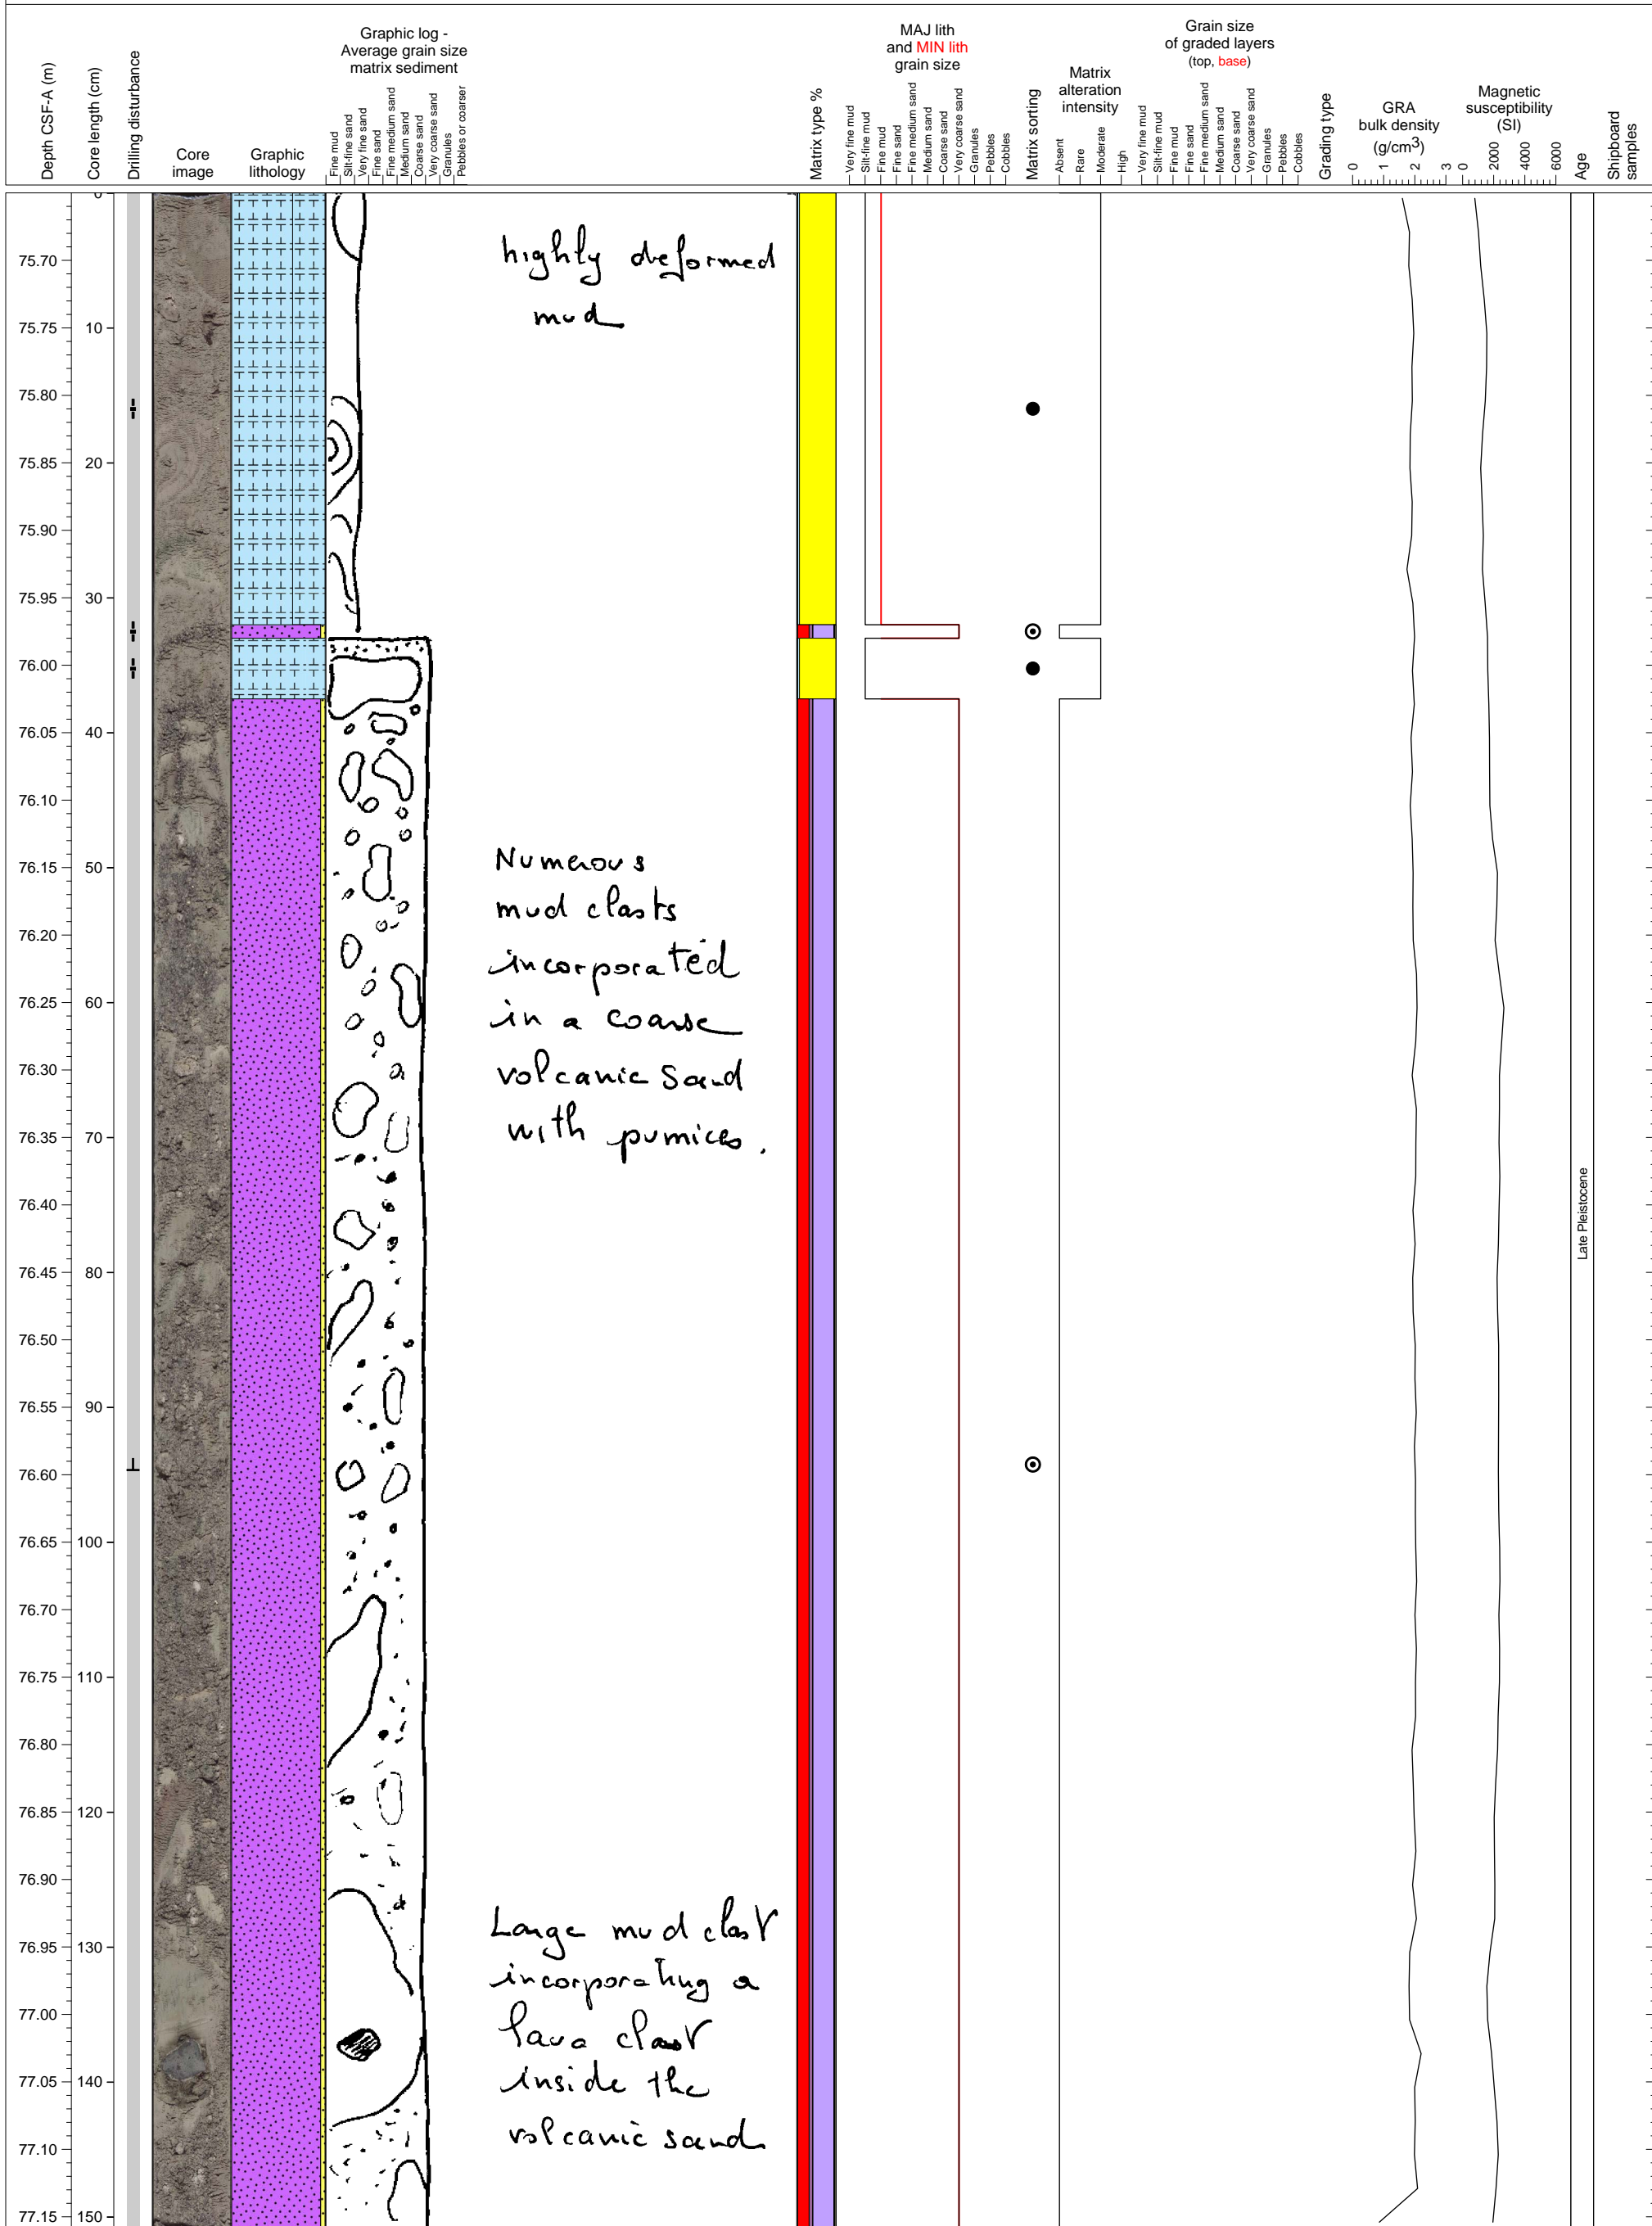 Depth CSF-A (m)
Core length (cm)
Drilling disturbance
Core
image
Graphic
lithology
Graphic log -
Average grain size
matrix sediment
Fine mud
Silt-fine sand
Very fine sand
Fine sand
Fine medium sand
Medium sand
Coarse sand
Very coarse sand
Granules
Pebbles or coarser
Matrix type %
MAJ lith
and MIN lith
grain size
Very fine mud
Silt-fine mud
Fine mud
Fine sand
Fine medium sand
Medium sand
Coarse sand
Very coarse sand
Granules
Pebbles
Cobbles
Matrix sorting
Matrix
alteration
intensity
Absent
Rare
Moderate
High
Grain size
of graded layers
(top, base)
Very fine mud
Silt-fine mud
Fine mud
Fine sand
Fine medium sand
Medium sand
Coarse sand
Very coarse sand
Granules
Pebbles
Cobbles
Grading type
GRA
bulk density
(g/cm3)
0 1 2 3
Magnetic
susceptibility
(SI)
0 2000 4000 6000
Age
Shipboard
samples
0
75.70
75.75 10
75.80
75.85 20
75.90
75.95 30
76.00
76.05 40
76.10
76.15 50
76.20
76.25 60
76.30
76.35 70
76.40
76.45 80
76.50
76.55 90
76.60
76.65 100
76.70
76.75 110
76.80
76.85 120
76.90
76.95 130
77.00
77.05 140
77.10
77.15 150
highly deformed
mud
Numerous
mud clasts
incorporated
in a coarse
volcanic sand
with pumices.
Large mud clast
incorporating a
lava clast
inside the
volcanic sand
Late Pleistocene